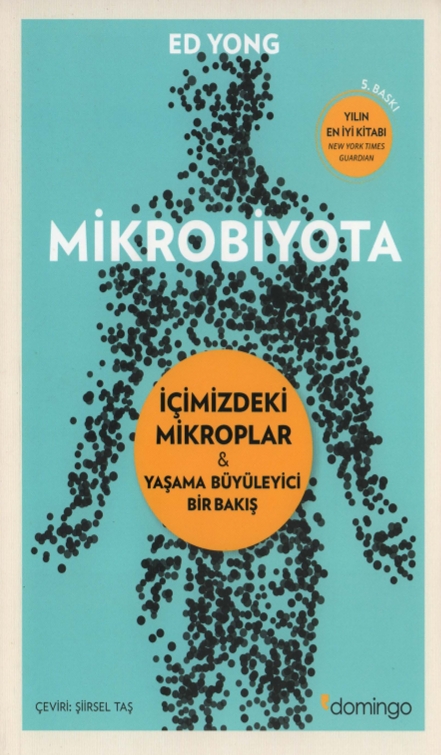 ED YONG
5. BASKI
YILIN
EN İYİ KİTABI
NEW YORK TIMES
GUARDIAN
MİKROBİYOTA
İÇİMİZDEKİ
MİKROPLAR
&
YAŞAMA BÜYÜLEYİCİ
BİR BAKIŞ
ÇEVİRİ: ŞİİRSEL TAŞ
domingo